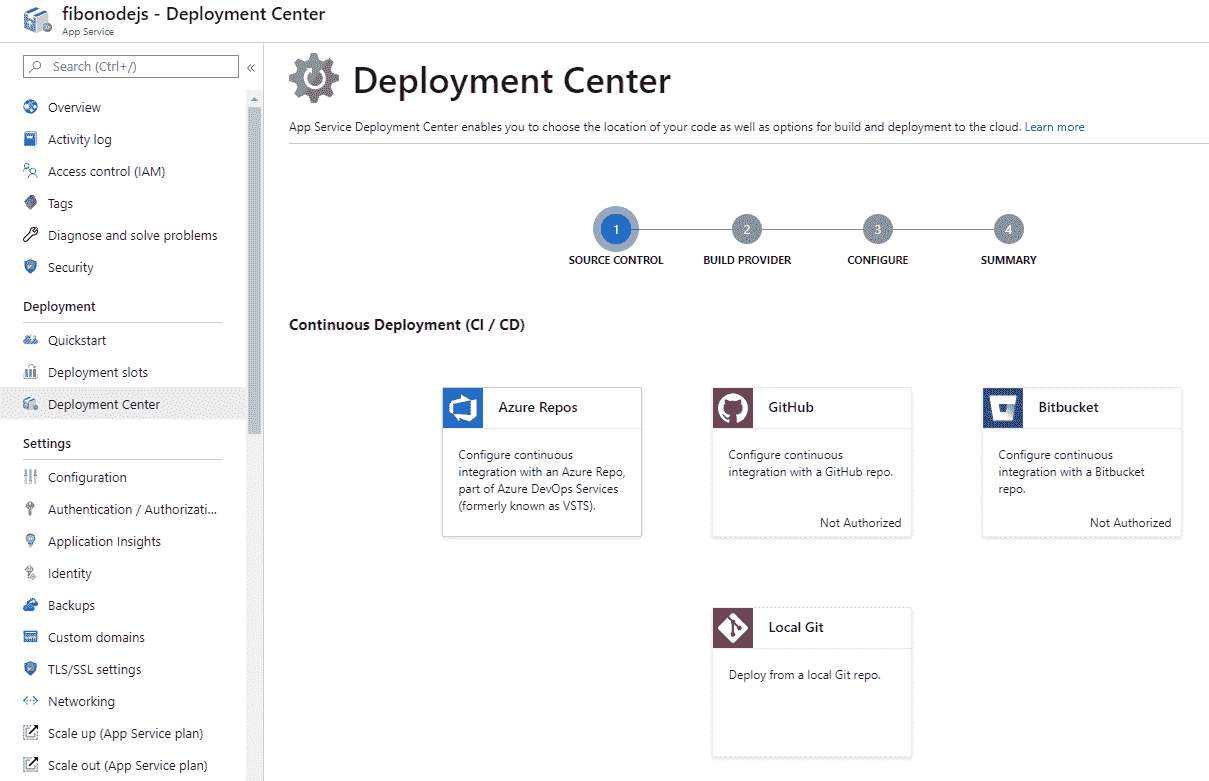 fibonodejs - Deployment Center
App Service
Search (Ctrl+/)
«
Overview
Activity log
Access control (IAM)
Tags
Diagnose and solve problems
Security
Deployment
Quickstart
Deployment slots
Deployment Center
Settings
Configuration
Authentication / Authorizati...
Application Insights
Identity
Backups
Custom domains
TLS/SSL settings
Networking
Scale up (App Service plan)
Scale out (App Service plan)
Deployment Center
App Service Deployment Center enables you to choose the location of your code as well as options for build and deployment to the cloud. Learn more
1 2 3 4
SOURCE CONTROL BUILD PROVIDER CONFIGURE SUMMARY
Continuous Deployment (CI / CD)
Azure Repos
Configure continuous
integration with an Azure Repo,
part of Azure DevOps Services
(formerly known as VSTS).
GitHub
Configure continuous
integration with a GitHub repo.
Not Authorized
Bitbucket
Configure continuous
integration with a Bitbucket
repo.
Not Authorized
Local Git
Deploy from a local Git repo.